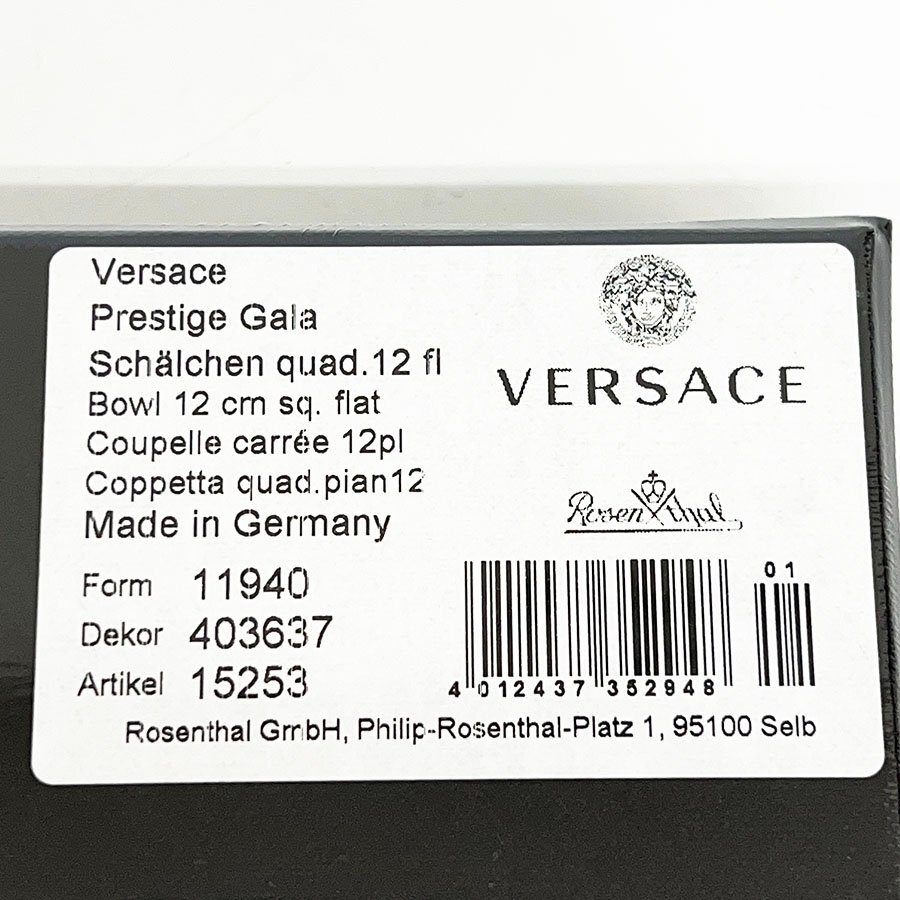 Versace
Prestige Gala
Schälchen quad.12 fl
Bowl 12 cm sq. flat
Coupelle carrée 12pl
Coppetta quad.pian12
Made in Germany
VERSACE
Rosenthal
Form 11940
Dekor 403637
Artikel 15253
01
4 012437 352948
Rosenthal GmbH, Philip-Rosenthal-Platz 1, 95100 Selb